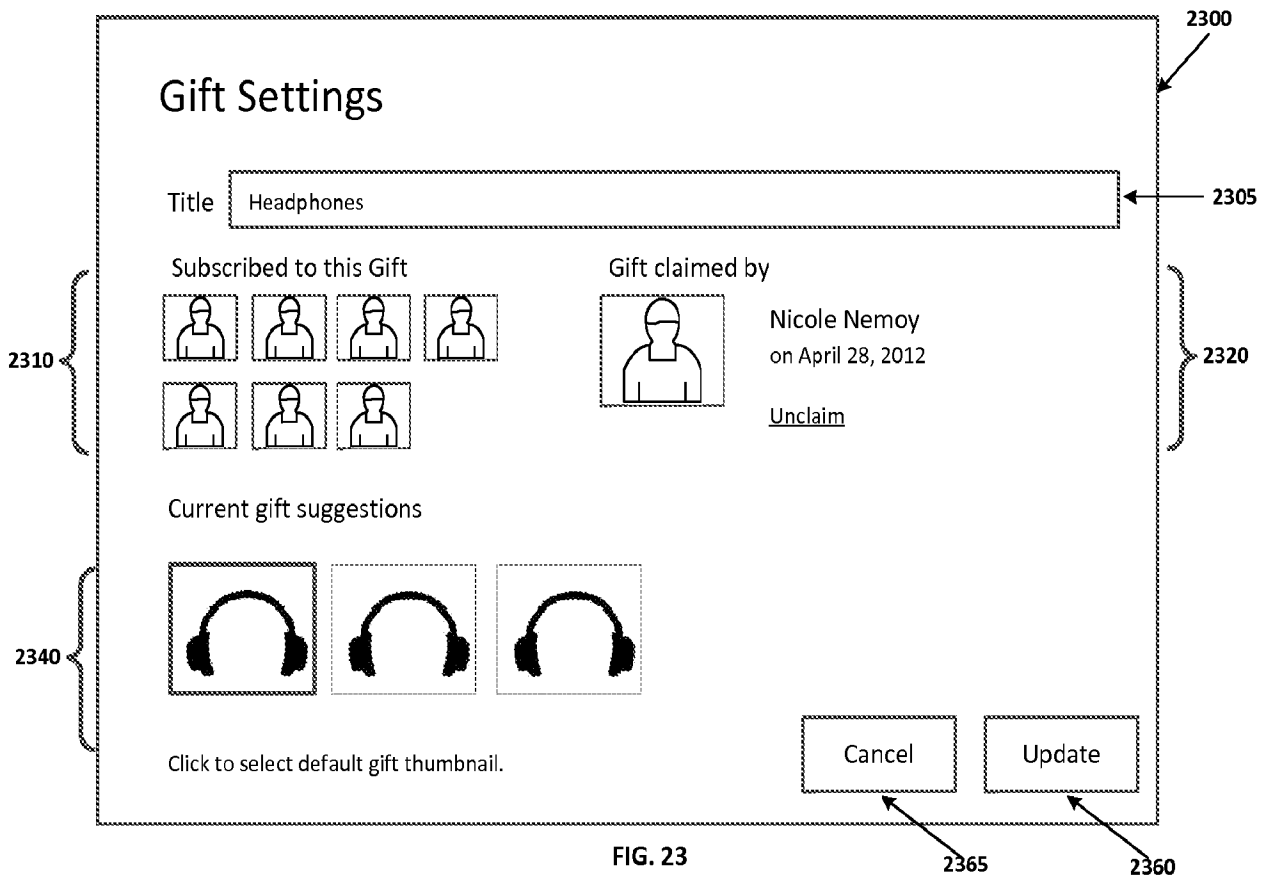 2300
Gift Settings
Title Headphones
2305
Subscribed to this Gift
Gift claimed by
Nicole Nemoy
on April 28, 2012
2310
2320
Unclaim
Current gift suggestions
2340
Cancel
Update
Click to select default gift thumbnail.
FIG. 23
2365
2360